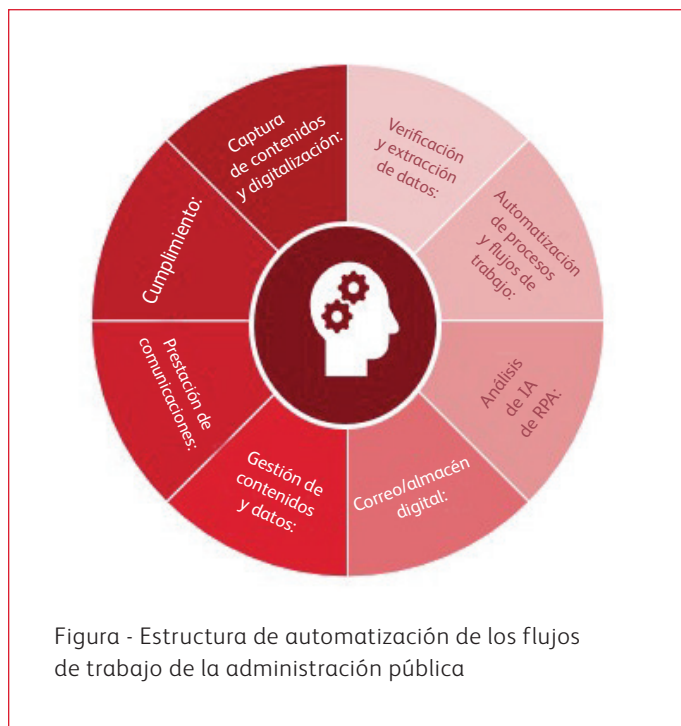 Captura
de contenidos
y digitalización:
Verificación
y extracción
de datos:
Automatización
de procesos
y flujos de
trabajo:
Análisis
de IA
de RPA:
Correo/almacén
digital:
Gestión de
contenidos
y datos:
Prestación de
comunicaciones:
Cumplimiento:
Figura - Estructura de automatización de los flujos
de trabajo de la administración pública